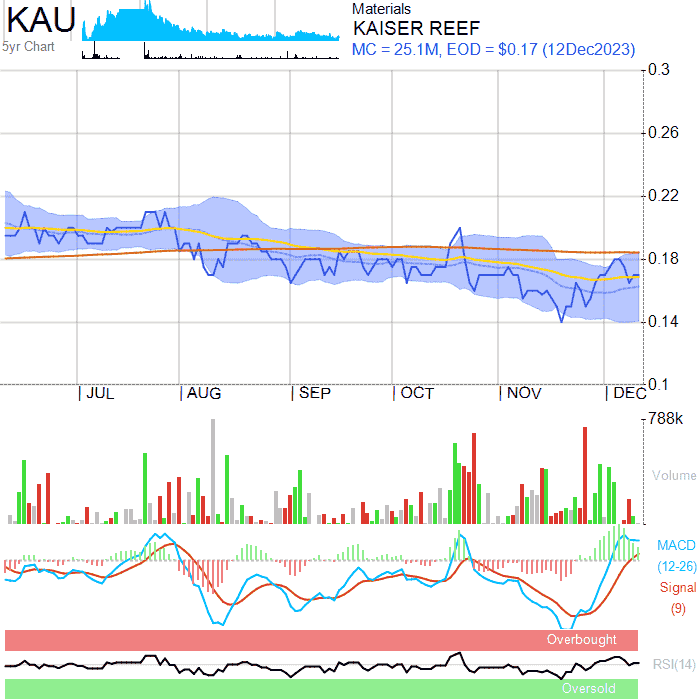 KAU
5yr Chart
Materials
KAISER REEF
MC = 25.1M, EOD = $0.17 (12Dec2023)
0.3
0.26
0.22
0.18
0.14
0.1
JUL AUG SEP OCT NOV DEC
788k
Volume
MACD
(12-26)
Signal
(9)
Overbought
RSI(14)
Oversold